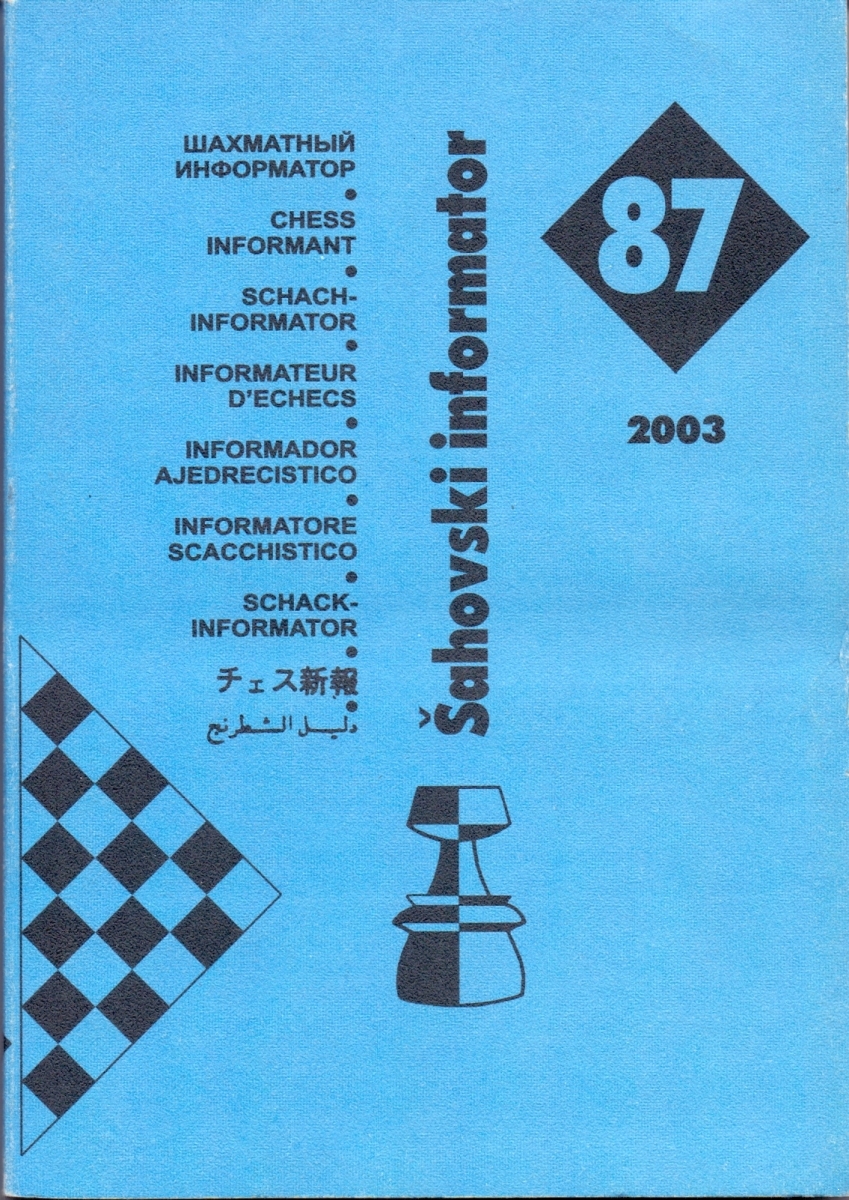 ШАХМАТНЫЙ
ИНФОРМАТОР
•
CHESS
INFORMANT
•
SCHACH-
INFORMATOR
•
INFORMATEUR
D'ECHECS
•
INFORMADOR
AJEDRECISTICO
•
INFORMATORE
SCACCHISTICO
•
SCHACK-
INFORMATOR
•
チェス新報
•
دليل الشطرنج
Šahovski informator
87
2003